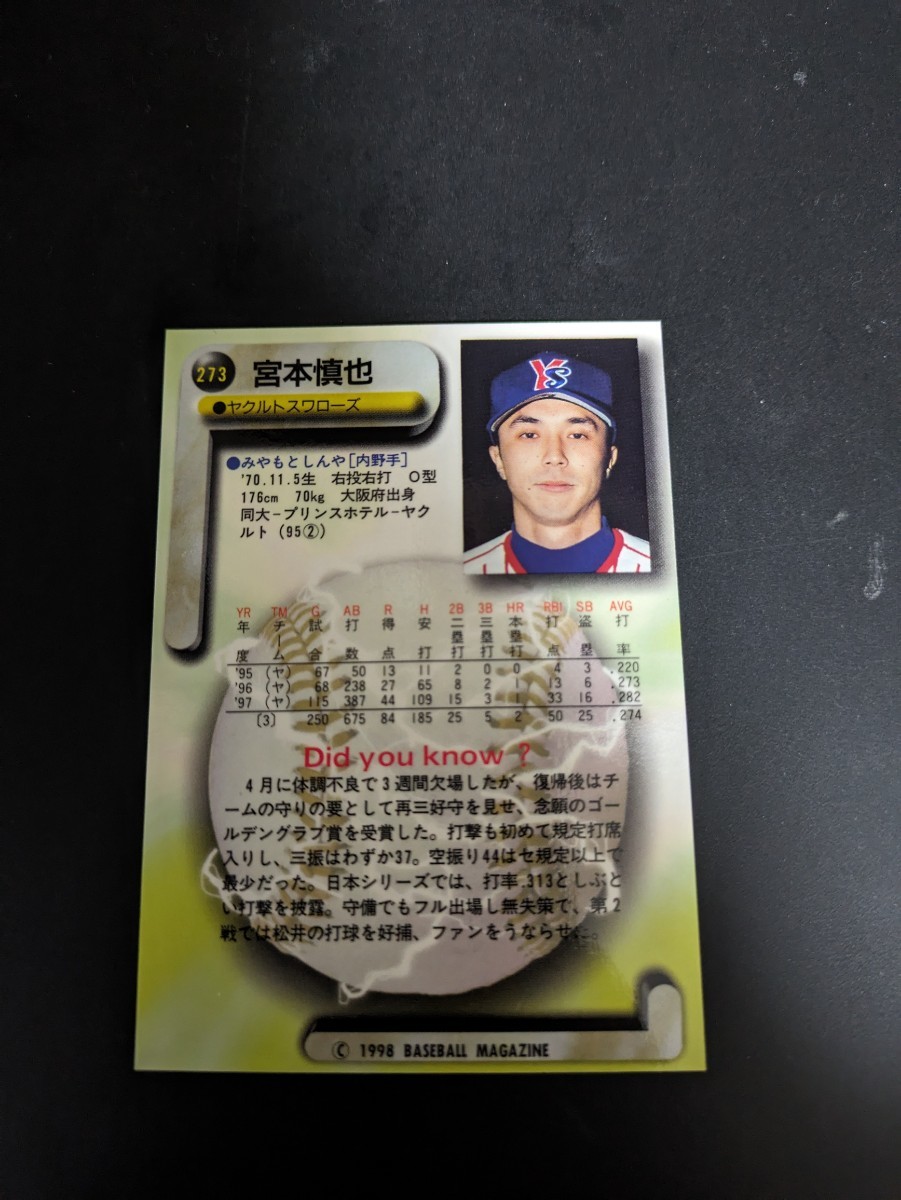 273 宮本慎也
●ヤクルトスワローズ
YS
●みやもとしんや[内野手]
'70.11.5生 右投右打 O型
176cm 70kg 大阪府出身
同大-プリンスホテル-ヤク
ルト (95②)
YR TM G AB R H 2B 3B HR RBI SB AVG
年度 チーム 試合 打数 得点 安打 二塁打 三塁打 本塁打 打点 盗塁 打率
'95 (ヤ) 67 50 13 11 2 0 0 4 3 .220
'96 (ヤ) 68 238 27 65 8 2 1 13 6 .273
'97 (ヤ) 115 387 44 109 15 3 1 33 16 .282
〔3〕 250 675 84 185 25 5 2 50 25 .274
Did you know ?
4月に体調不良で3週間欠場したが、復帰後はチ
ームの守りの要として再三好守を見せ、念願のゴー
ルデングラブ賞を受賞した。打撃も初めて規定打席
入りし、三振はわずか37。空振り44はセ規定以上で
最少だった。日本シリーズでは、打率.313としぶと
い打撃を披露。守備でもフル出場し無失策で、第2
戦では松井の打球を好捕、ファンをうならせた。
© 1998 BASEBALL MAGAZINE